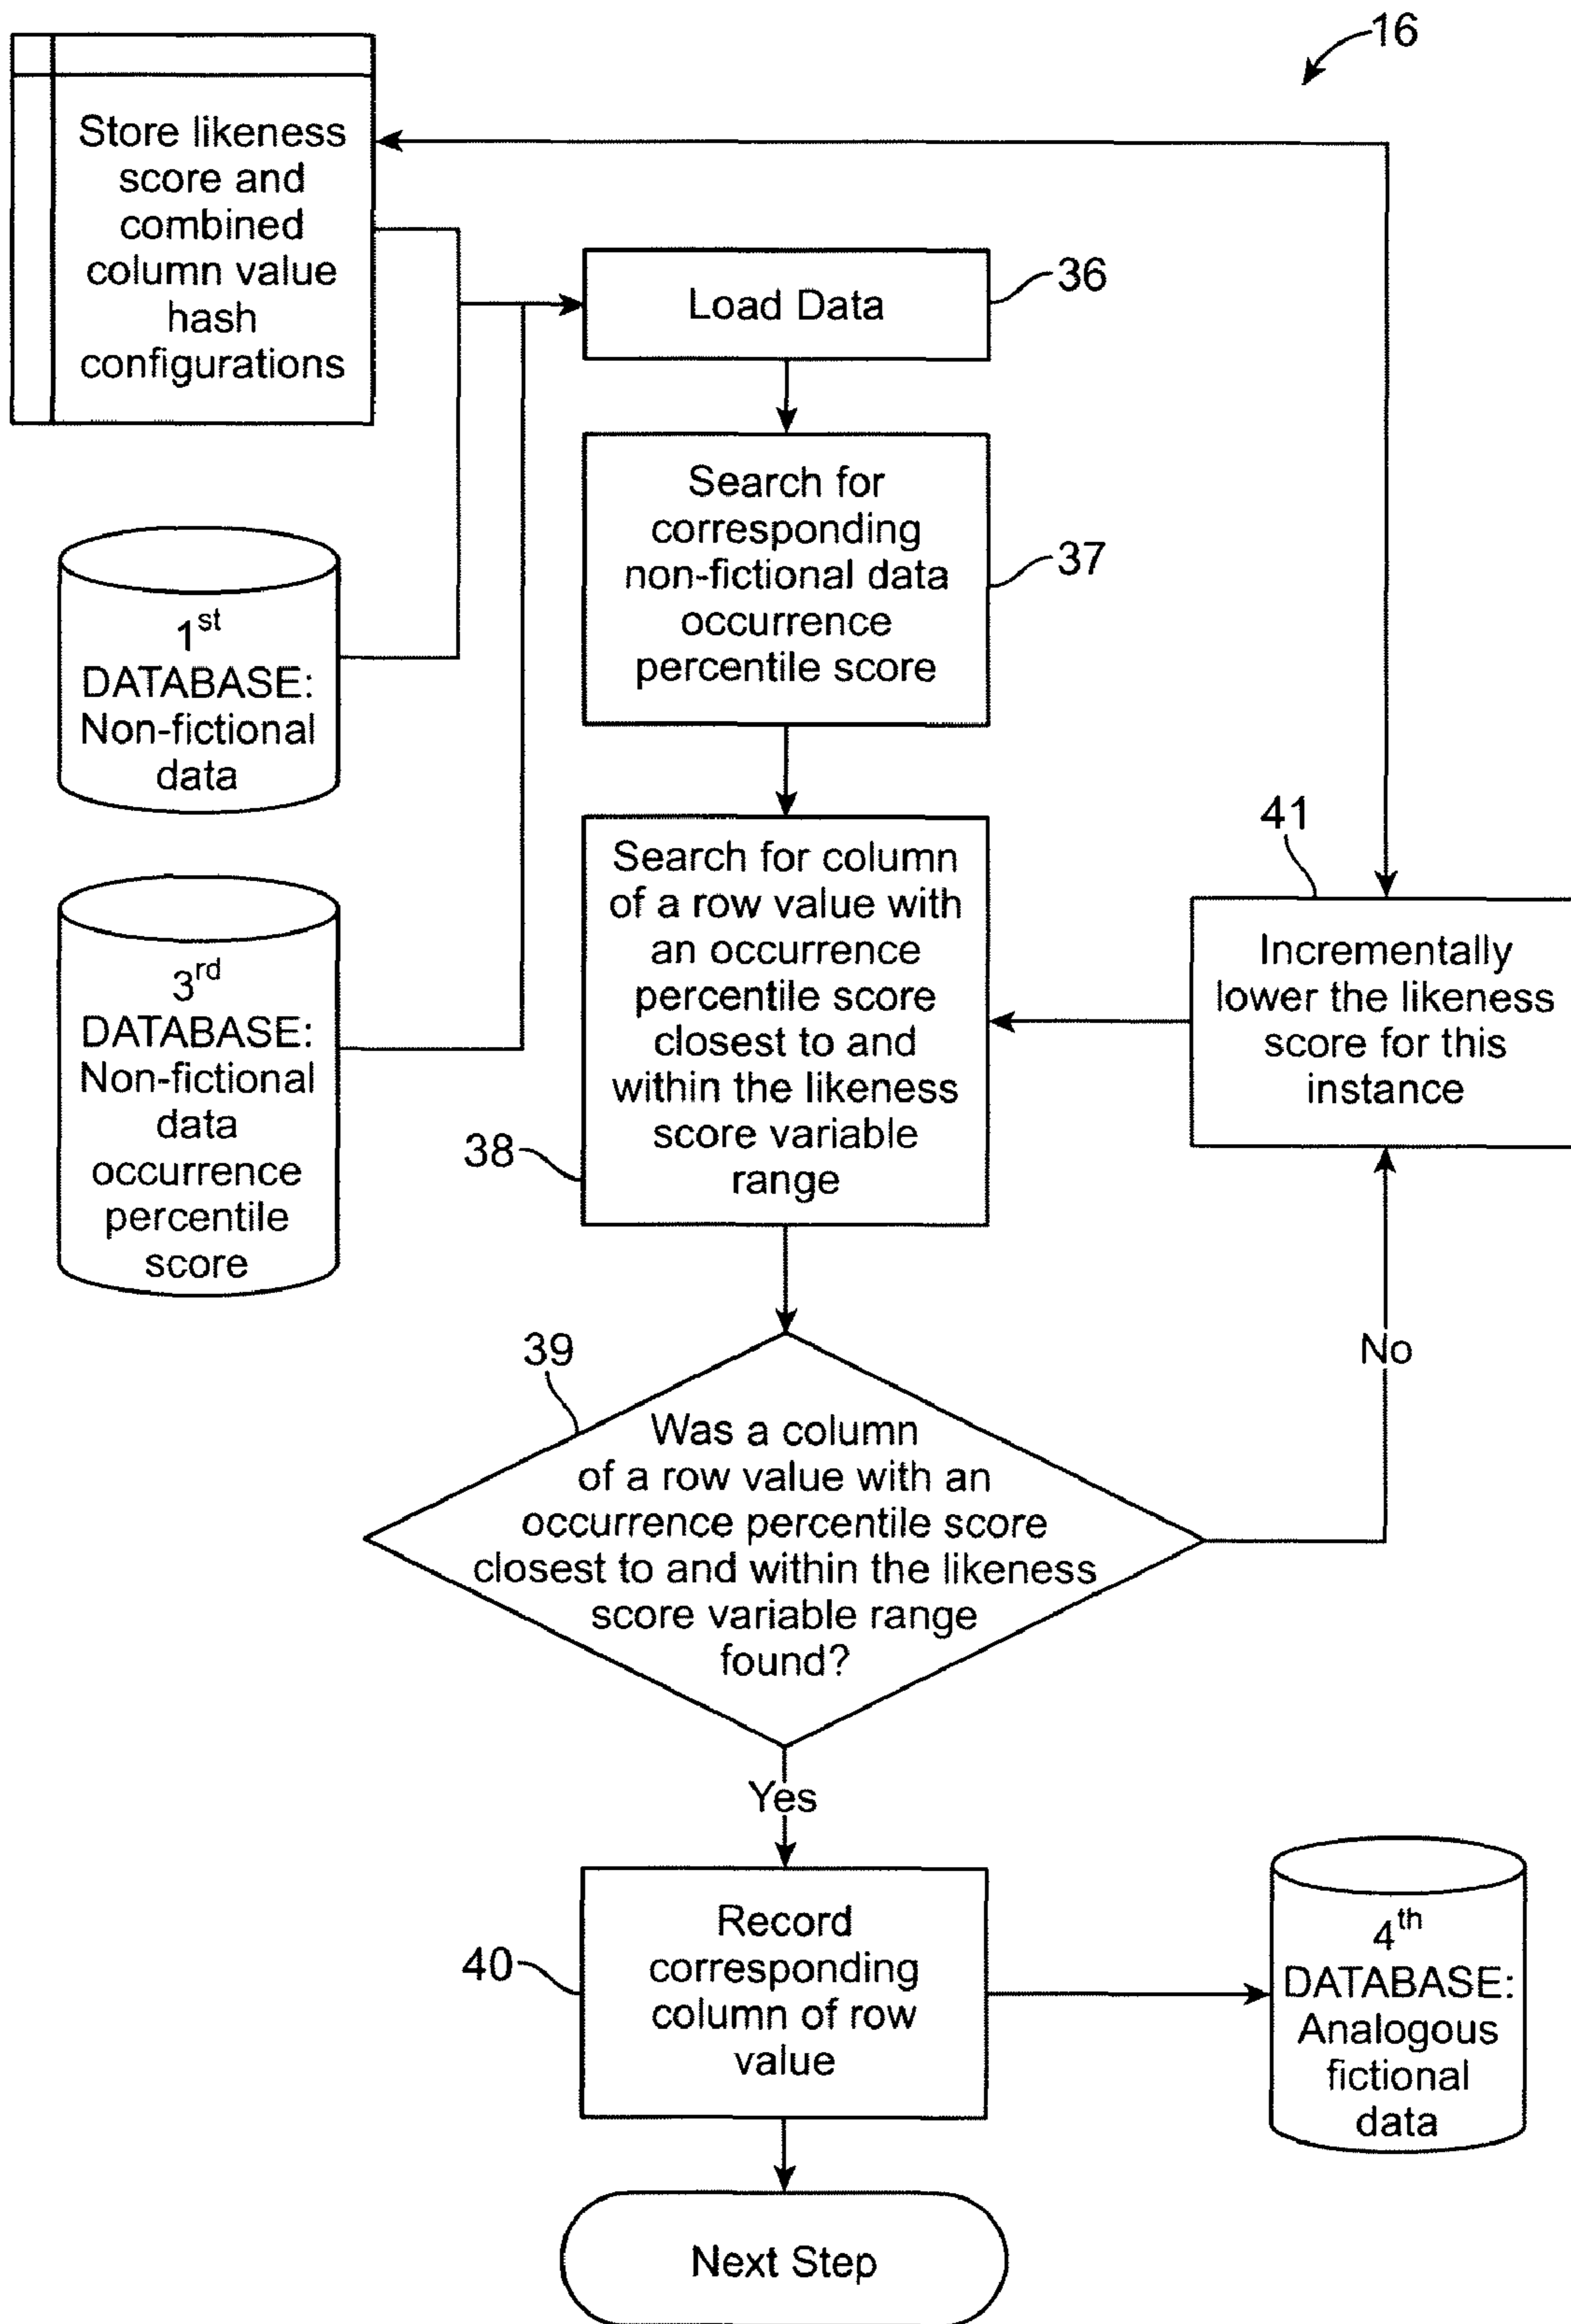 16
Store likeness
score and
combined
column value
hash
configurations
Load Data
36
Search for
corresponding
non-fictional data
occurrence
percentile score
37
1st
DATABASE:
Non-fictional
data
Search for column
of a row value with
an occurrence
percentile score
closest to and
within the likeness
score variable
range
38
41
Incrementally
lower the likeness
score for this
instance
3rd
DATABASE:
Non-fictional
data
occurrence
percentile
score
39
Was a column
of a row value with an
occurrence percentile score
closest to and within the likeness
score variable range
found?
No
Yes
40
Record
corresponding
column of row
value
4th
DATABASE:
Analogous
fictional
data
Next Step